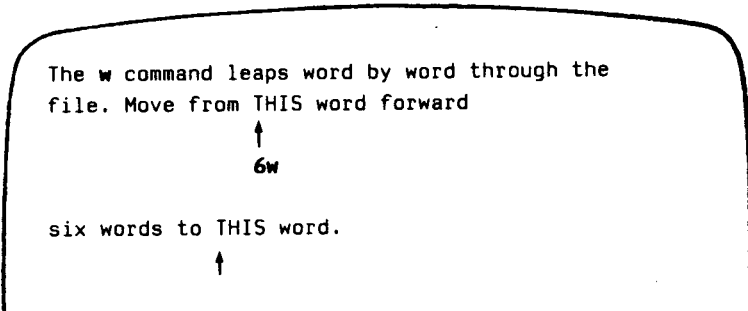 The w command leaps word by word through the
file. Move from THIS word forward
6w
six words to THIS word.